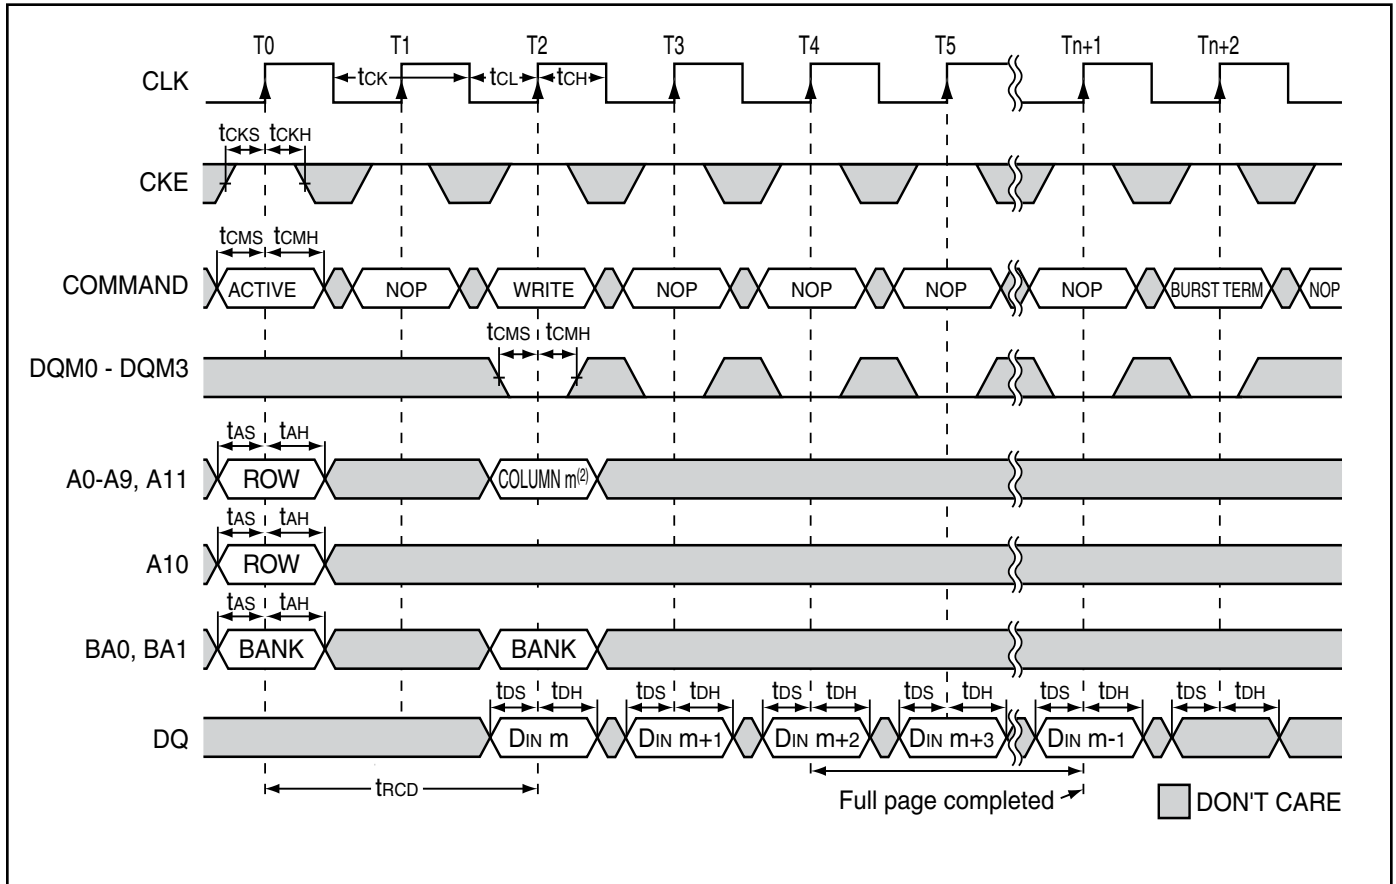 T0 T1 T2 T3 T4 T5 Tn+1 Tn+2
CLK tCK tCL tCH
tCKS tCKH
CKE
tCMS tCMH
COMMAND ACTIVE NOP WRITE NOP NOP NOP NOP BURST TERM NOP
tCMS tCMH
DQM0 - DQM3
tAS tAH
A0-A9, A11 ROW COLUMN m(2)
tAS tAH
A10 ROW
tAS tAH
BA0, BA1 BANK BANK
tDS tDH tDS tDH tDS tDH tDS tDH tDS tDH tDS tDH
DQ DIN m DIN m+1 DIN m+2 DIN m+3 DIN m-1
tRCD
Full page completed
DON'T CARE